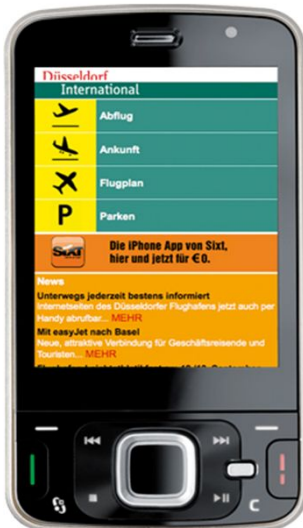 Düsseldorf
International
Abflug
Ankunft
Flugplan
P Parken
Sixt Die iPhone App von Sixt,
hier und jetzt für € 0.
News
Unterwegs jederzeit bestens informiert
Internetseiten des Düsseldorfer Flughafens jetzt auch per
Handy abrufbar... MEHR
Mit easyJet nach Basel
Neue, attraktive Verbindung für Geschäftsreisende und
Touristen... MEHR
C